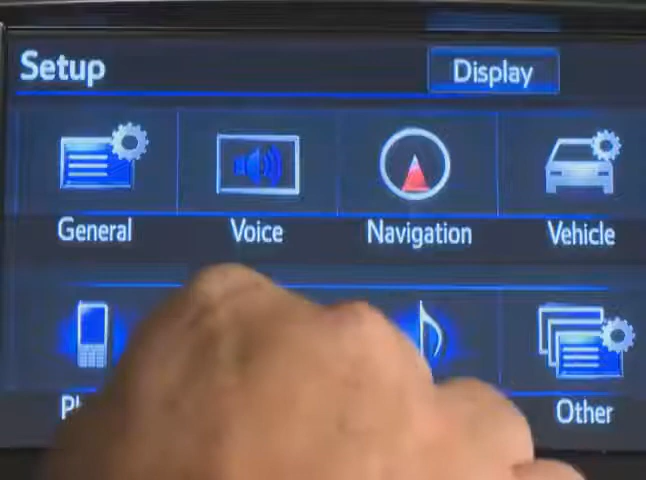 Setup
Display
General
Voice
Navigation
Vehicle
Other